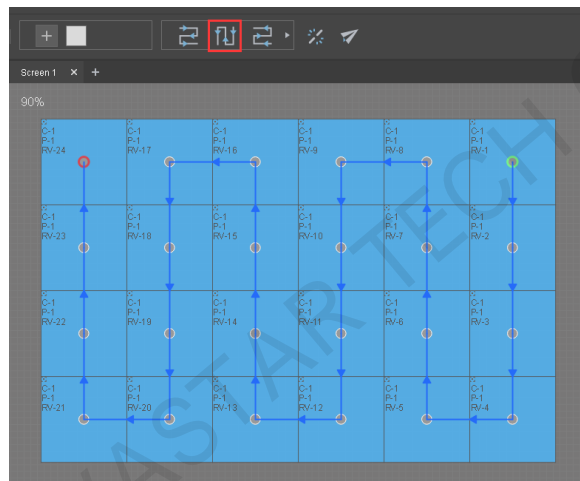 +
Screen 1 × +
90%
C-1
P-1
RV-24
C-1
P-1
RV-17
C-1
P-1
RV-16
C-1
P-1
RV-9
C-1
P-1
RV-8
C-1
P-1
RV-1
C-1
P-1
RV-23
C-1
P-1
RV-18
C-1
P-1
RV-15
C-1
P-1
RV-10
C-1
P-1
RV-7
C-1
P-1
RV-2
C-1
P-1
RV-22
C-1
P-1
RV-19
C-1
P-1
RV-14
C-1
P-1
RV-11
C-1
P-1
RV-6
C-1
P-1
RV-3
C-1
P-1
RV-21
C-1
P-1
RV-20
C-1
P-1
RV-13
C-1
P-1
RV-12
C-1
P-1
RV-5
C-1
P-1
RV-4
VASTAR TECH